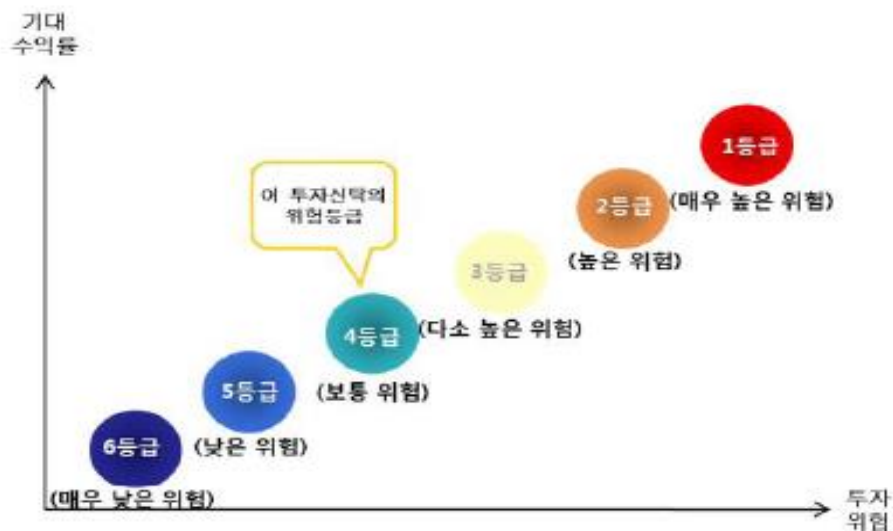 기대
수익률
1등급
(매우 높은 위험)
2등급
(높은 위험)
이 투자신탁의
위험등급
3등급
(다소 높은 위험)
4등급
(보통 위험)
5등급
(낮은 위험)
6등급
(매우 낮은 위험)
투자
위험